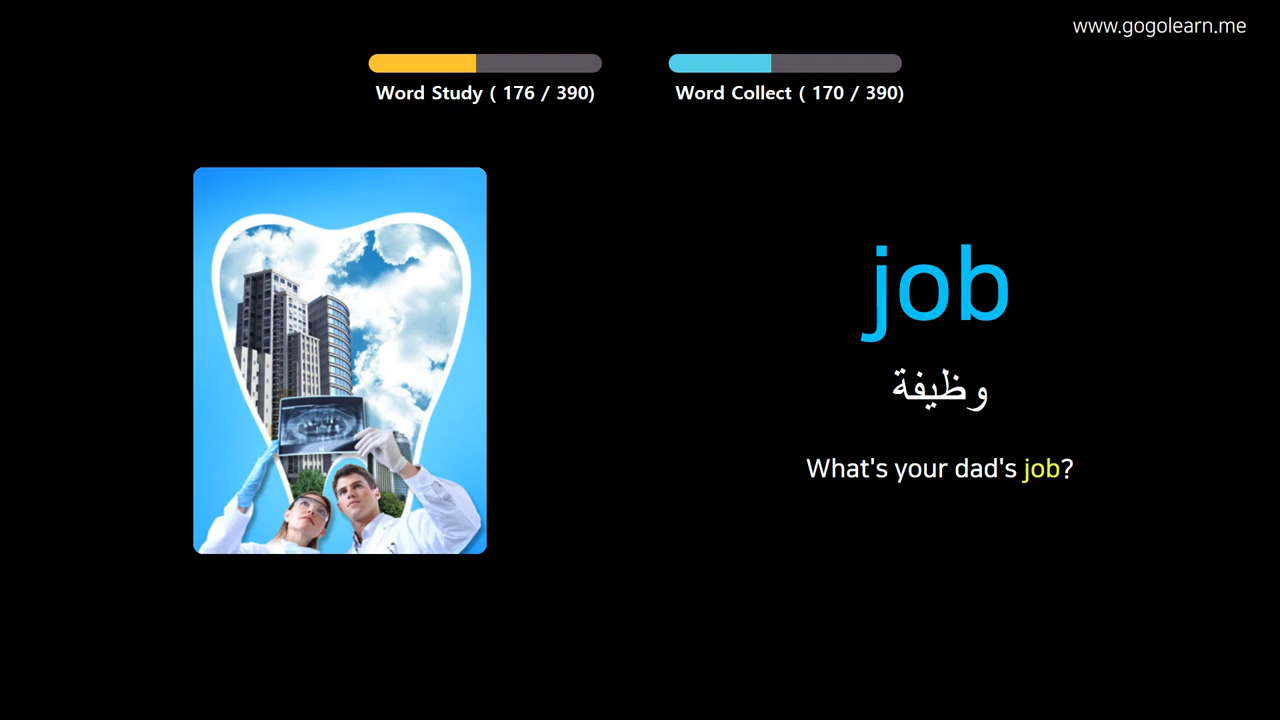 www.gogolearn.me
Word Study ( 176 / 390)
Word Collect ( 170 / 390)
job
وظيفة
What's your dad's job?